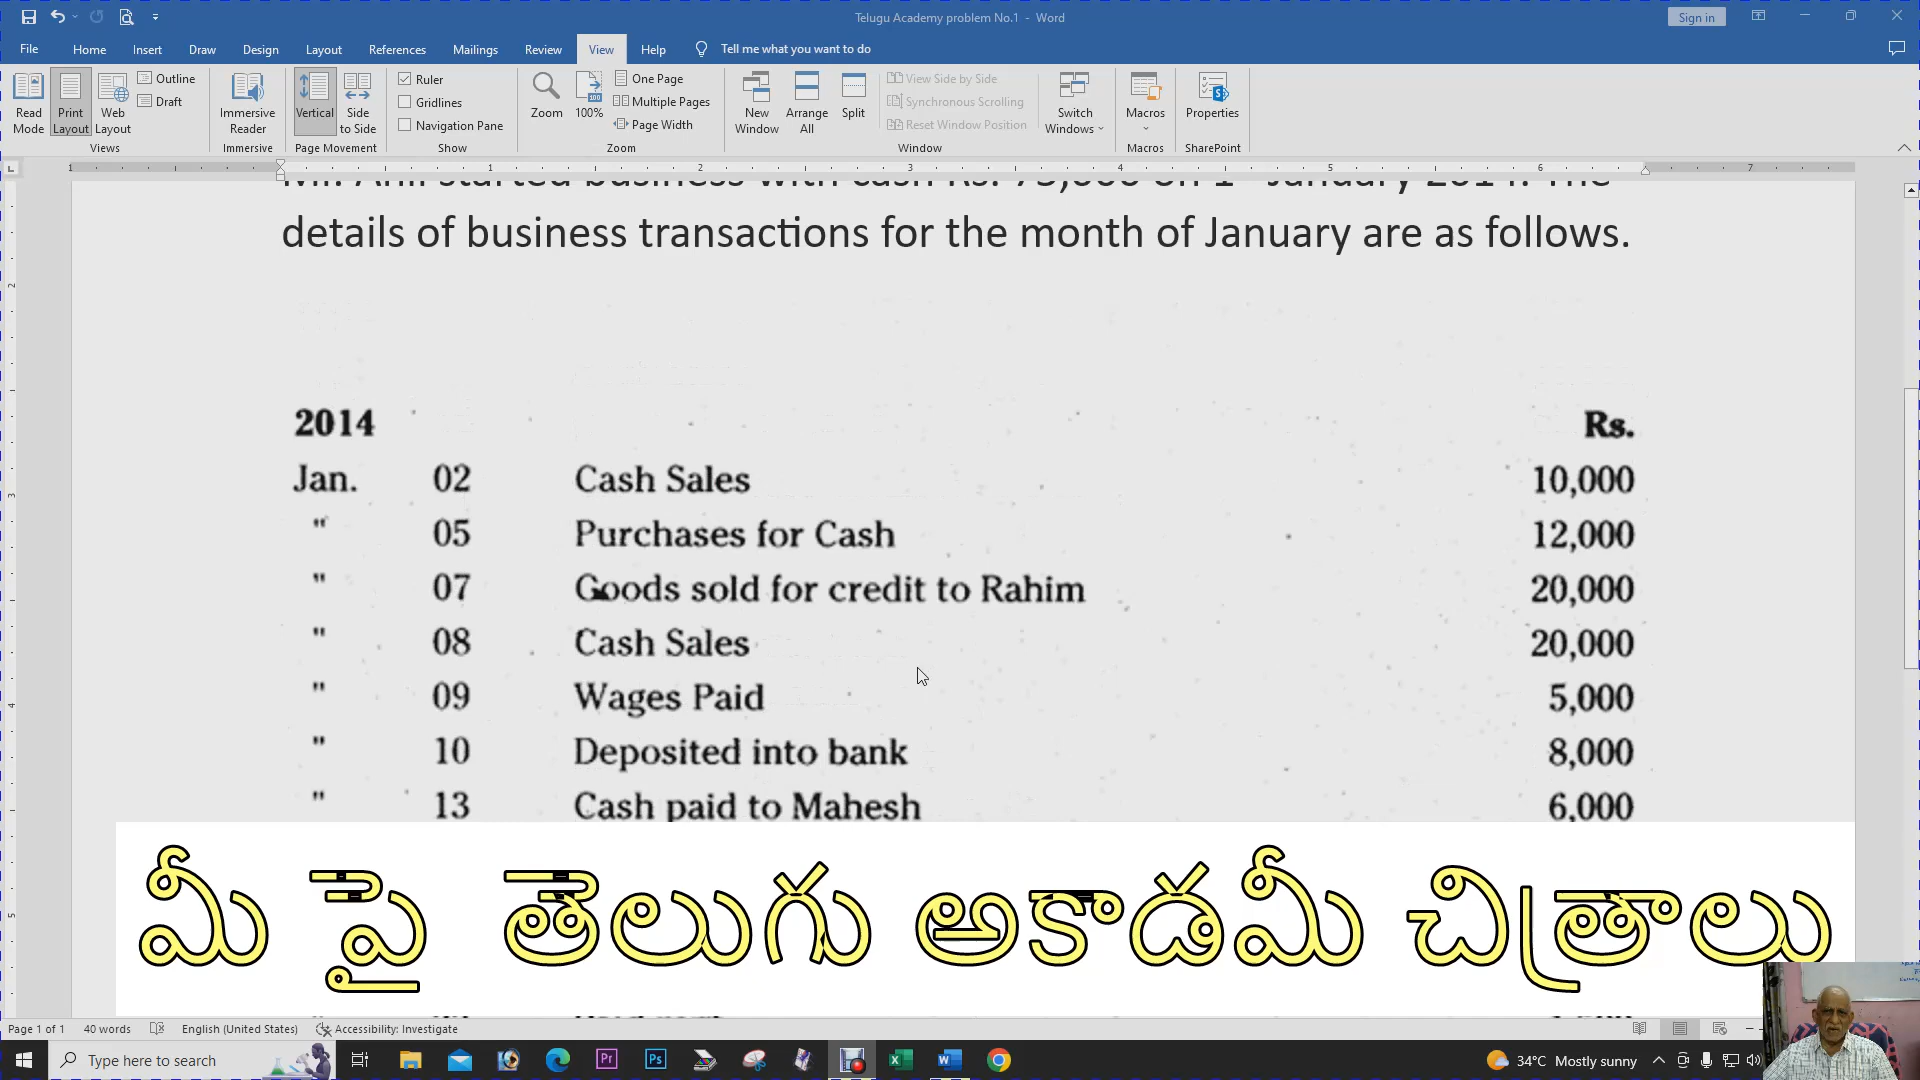 Telugu Academy problem No.1 - Word
Sign in
File Home Insert Draw Design Layout References Mailings Review View Help Tell me what you want to do
Read Mode
Print Layout
Web Layout
Outline
Draft
Views
Immersive Reader
Immersive
Vertical
Side to Side
Page Movement
Ruler
Gridlines
Navigation Pane
Show
Zoom
100%
One Page
Multiple Pages
Page Width
Zoom
New Window
Arrange All
Split
View Side by Side
Synchronous Scrolling
Reset Window Position
Switch Windows
Window
Macros
Macros
Properties
SharePoint
1 1 2 3 4 5 6 7
details of business transactions for the month of January are as follows.
2014 Rs.
Jan. 02 Cash Sales 10,000
" 05 Purchases for Cash 12,000
" 07 Goods sold for credit to Rahim 20,000
" 08 Cash Sales 20,000
" 09 Wages Paid 5,000
" 10 Deposited into bank 8,000
" 13 Cash paid to Mahesh 6,000
మీ పై తెలుగు అకాడమీ చిత్రాలు
Page 1 of 1 40 words English (United States) Accessibility: Investigate
Type here to search
34°C Mostly sunny